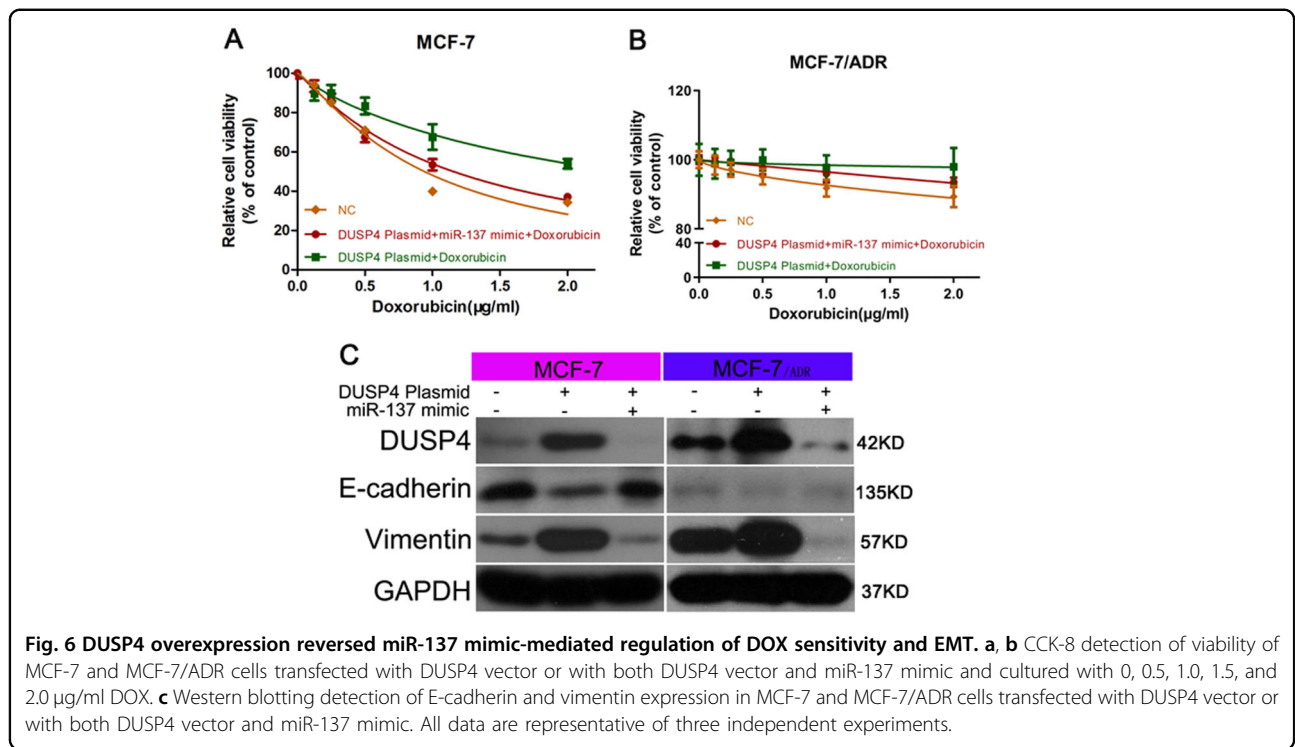 A
MCF-7
Relative cell viability
(% of control)
100
80
60
40
20
0
NC
DUSP4 Plasmid+miR-137 mimic+Doxorubicin
DUSP4 Plasmid+Doxorubicin
0.0
0.5
1.0
1.5
2.0
Doxorubicin(µg/ml)
B
MCF-7/ADR
Relative cell viability
(% of control)
120
100
80
40
0
NC
DUSP4 Plasmid+miR-137 mimic+Doxorubicin
DUSP4 Plasmid+Doxorubicin
0.0
0.5
1.0
1.5
2.0
Doxorubicin(µg/ml)
C
MCF-7 MCF-7/ADR
DUSP4 Plasmid - + + - + +
miR-137 mimic - - + - - +
DUSP4 42KD
E-cadherin 135KD
Vimentin 57KD
GAPDH 37KD
Fig. 6 DUSP4 overexpression reversed miR-137 mimic-mediated regulation of DOX sensitivity and EMT. a, b CCK-8 detection of viability of
MCF-7 and MCF-7/ADR cells transfected with DUSP4 vector or with both DUSP4 vector and miR-137 mimic and cultured with 0, 0.5, 1.0, 1.5, and
2.0 µg/ml DOX. c Western blotting detection of E-cadherin and vimentin expression in MCF-7 and MCF-7/ADR cells transfected with DUSP4 vector or
with both DUSP4 vector and miR-137 mimic. All data are representative of three independent experiments.